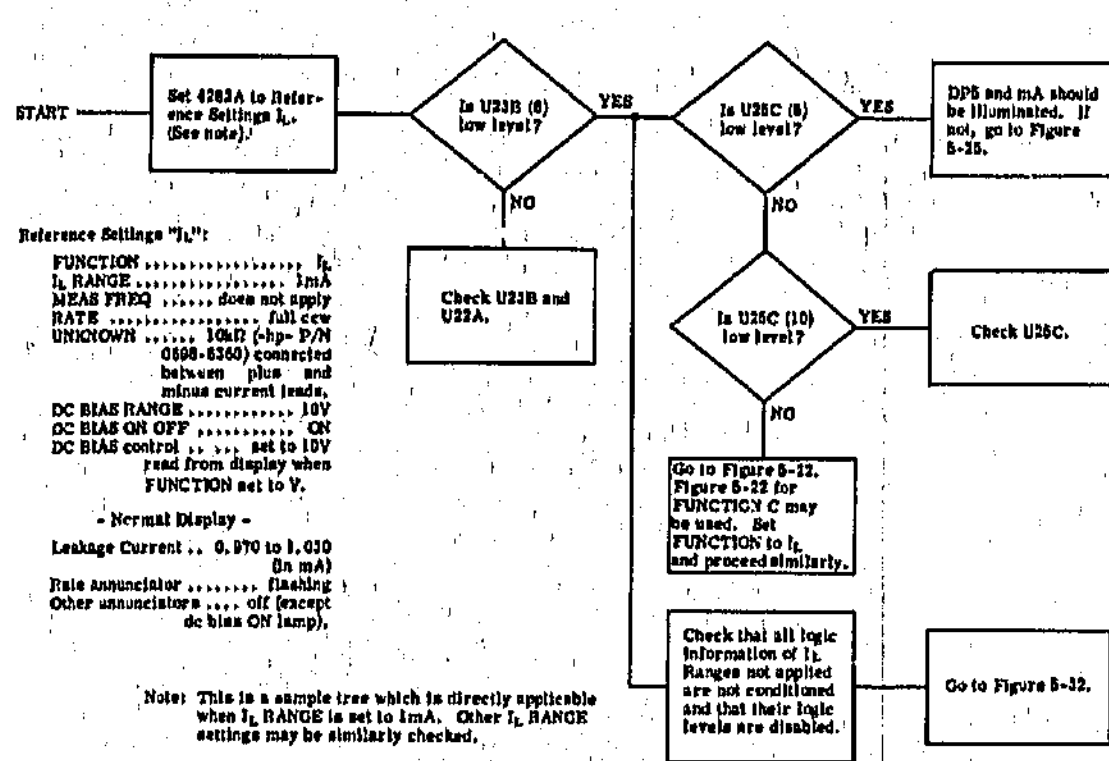 START
Set 4282A to Refer-
ence Settings IL.
(See note).
Is U23B (6)
low level?
YES
NO
Check U23B and
U22A.
Is U25C (8)
low level?
YES
NO
DP5 and mA should
be illuminated. If
not, go to Figure
5-25.
Is U25C (10)
low level?
YES
NO
Check U25C.
Go to Figure 5-22.
Figure 5-22 for
FUNCTION C may
be used. Set
FUNCTION to IL
and proceed similarly.
Check that all logic
information of IL
Ranges not applied
are not conditioned
and that their logic
levels are disabled.
Go to Figure 5-32.
Reference Settings "IL":
FUNCTION .................. IL
IL RANGE .................. 1mA
MEAS FREQ ...... does not apply
RATE ................. full ccw
UNKNOWN ...... 10kΩ (-hp- P/N
0698-6360) connected
between plus and
minus current leads.
DC BIAS RANGE ............ 10V
DC BIAS ON OFF ........... ON
DC BIAS control ..... set to 10V
read from display when
FUNCTION set to V.
- Normal Display -
Leakage Current .. 0.970 to 1.030
(in mA)
Rate annunciator ........ flashing
Other annunciators .... off (except
dc bias ON lamp).
Note: This is a sample tree which is directly applicable
when IL RANGE is set to 1mA. Other IL RANGE
settings may be similarly checked.